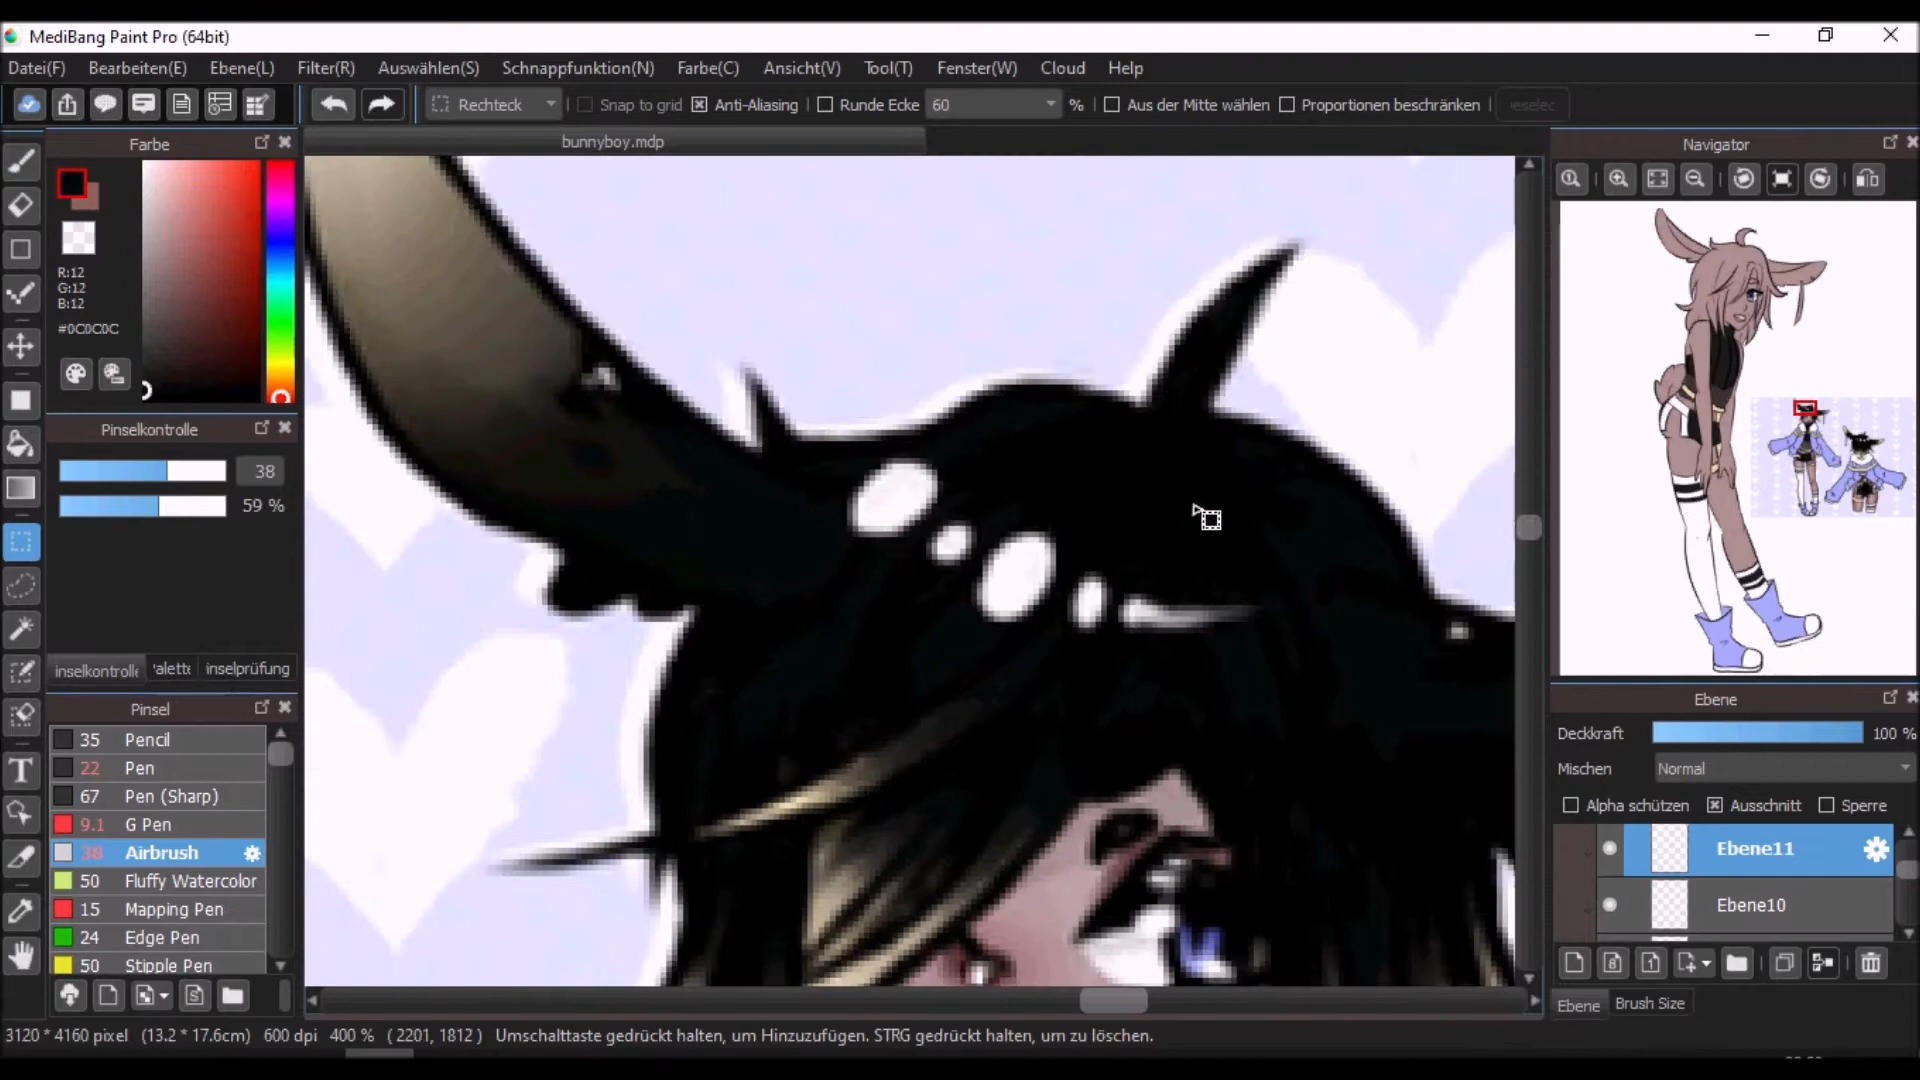 MediBang Paint Pro (64bit)
Datei(F) Bearbeiten(E) Ebene(L) Filter(R) Auswählen(S) Schnappfunktion(N) Farbe(C) Ansicht(V) Tool(T) Fenster(W) Cloud Help
Rechteck Snap to grid Anti-Aliasing Runde Ecke 60 % Aus der Mitte wählen Proportionen beschränken eselec
Farbe
bunnyboy.mdp
Navigator
R:12
G:12
B:12
#0C0C0C
Pinselkontrolle
38
59 %
inselkontroll 'alett inselprüfung
Pinsel
35 Pencil
22 Pen
67 Pen (Sharp)
9.1 G Pen
38 Airbrush
50 Fluffy Watercolor
15 Mapping Pen
24 Edge Pen
50 Stipple Pen
Ebene
Deckkraft 100 %
Mischen Normal
Alpha schützen Ausschnitt Sperre
Ebene11
Ebene10
Ebene Brush Size
3120 * 4160 pixel (13.2 * 17.6cm) 600 dpi 400 % ( 2201, 1812 ) Umschalttaste gedrückt halten, um Hinzuzufügen. STRG gedrückt halten, um zu löschen.